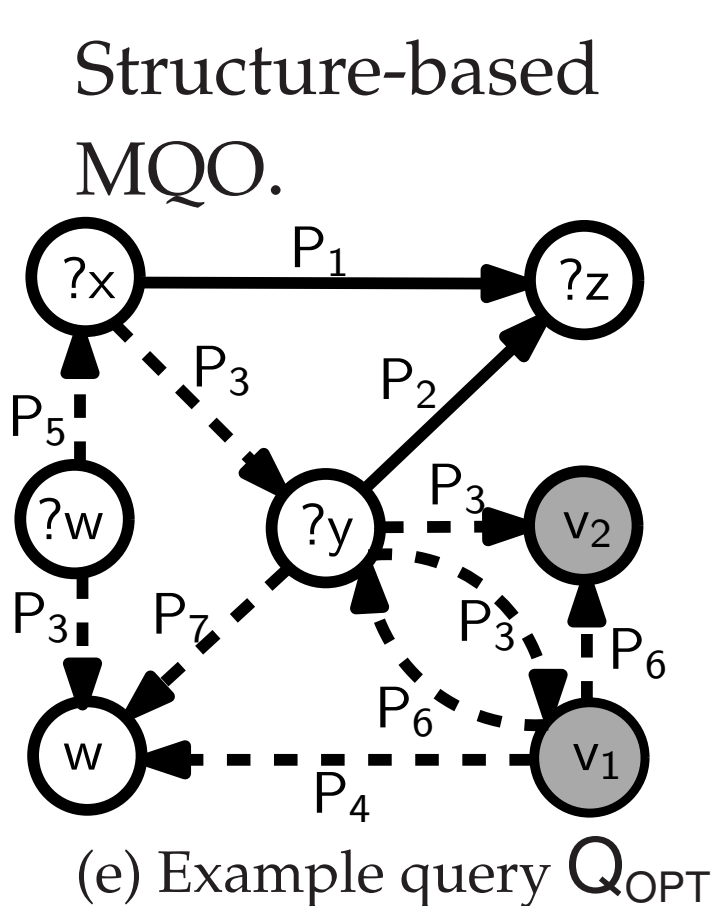 Structure-based
MQO.
P1
?x
?z
P3
P2
P5
P3
?w
?y
v2
P3
P7
P3
P6
P6
w
v1
P4
(e) Example query QOPT